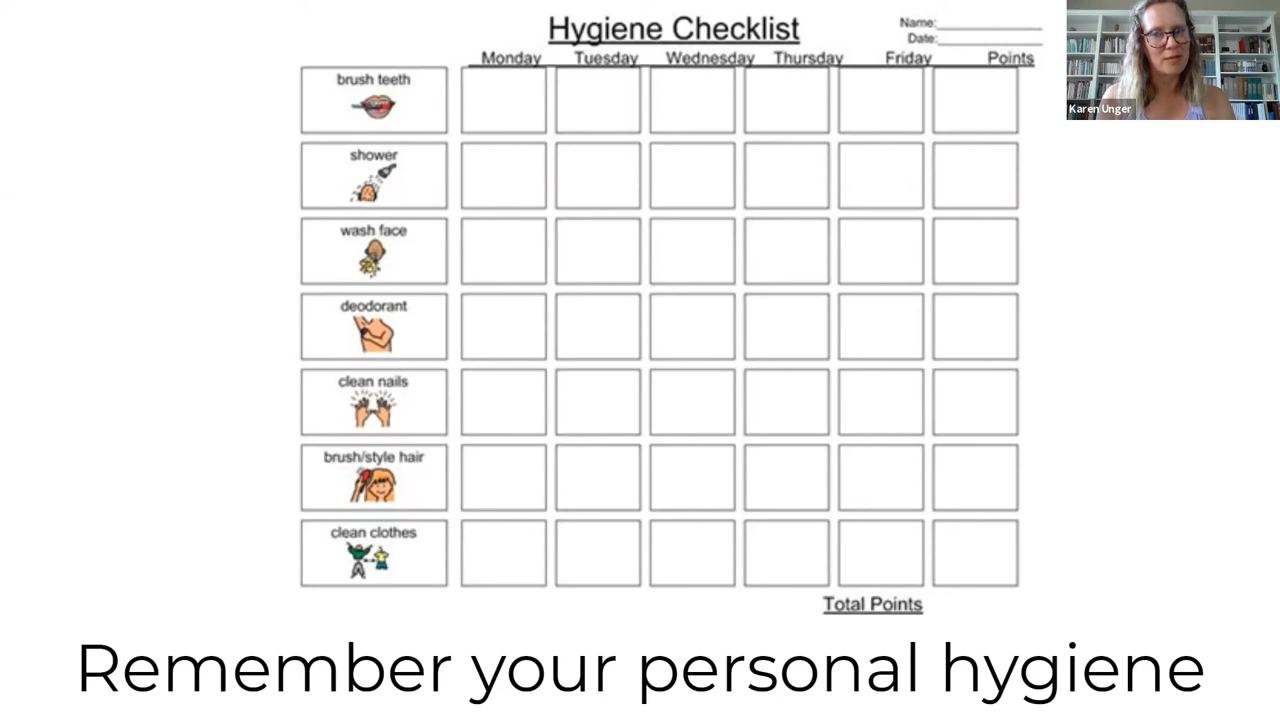 Hygiene Checklist
Name:
Date:
Monday Tuesday Wednesday Thursday Friday Points
brush teeth
shower
wash face
deodorant
clean nails
brush/style hair
clean clothes
Total Points
Remember your personal hygiene
Karen Unger